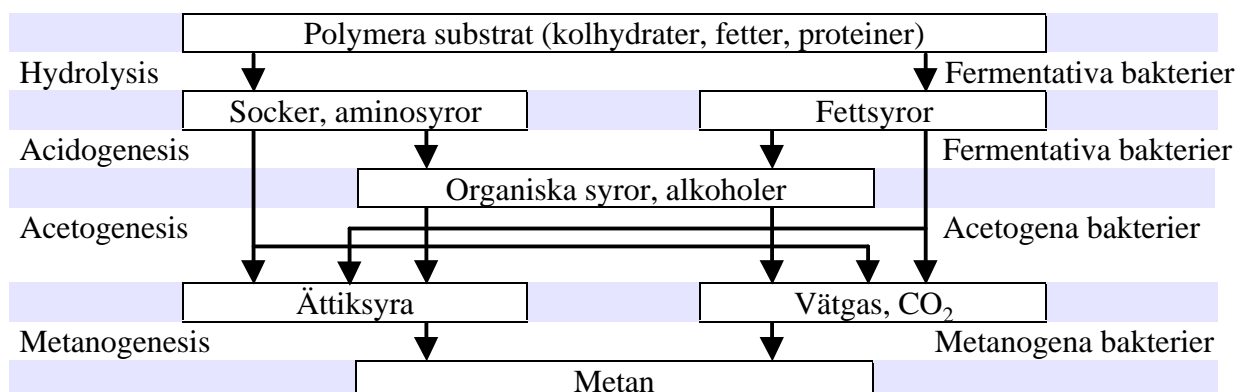 Polymera substrat (kolhydrater, fetter, proteiner)
Hydrolysis
Fermentativa bakterier
Socker, aminosyror
Fettsyror
Acidogenesis
Fermentativa bakterier
Organiska syror, alkoholer
Acetogenesis
Acetogena bakterier
Ättiksyra
Vätgas, CO₂
Metanogenesis
Metanogena bakterier
Metan